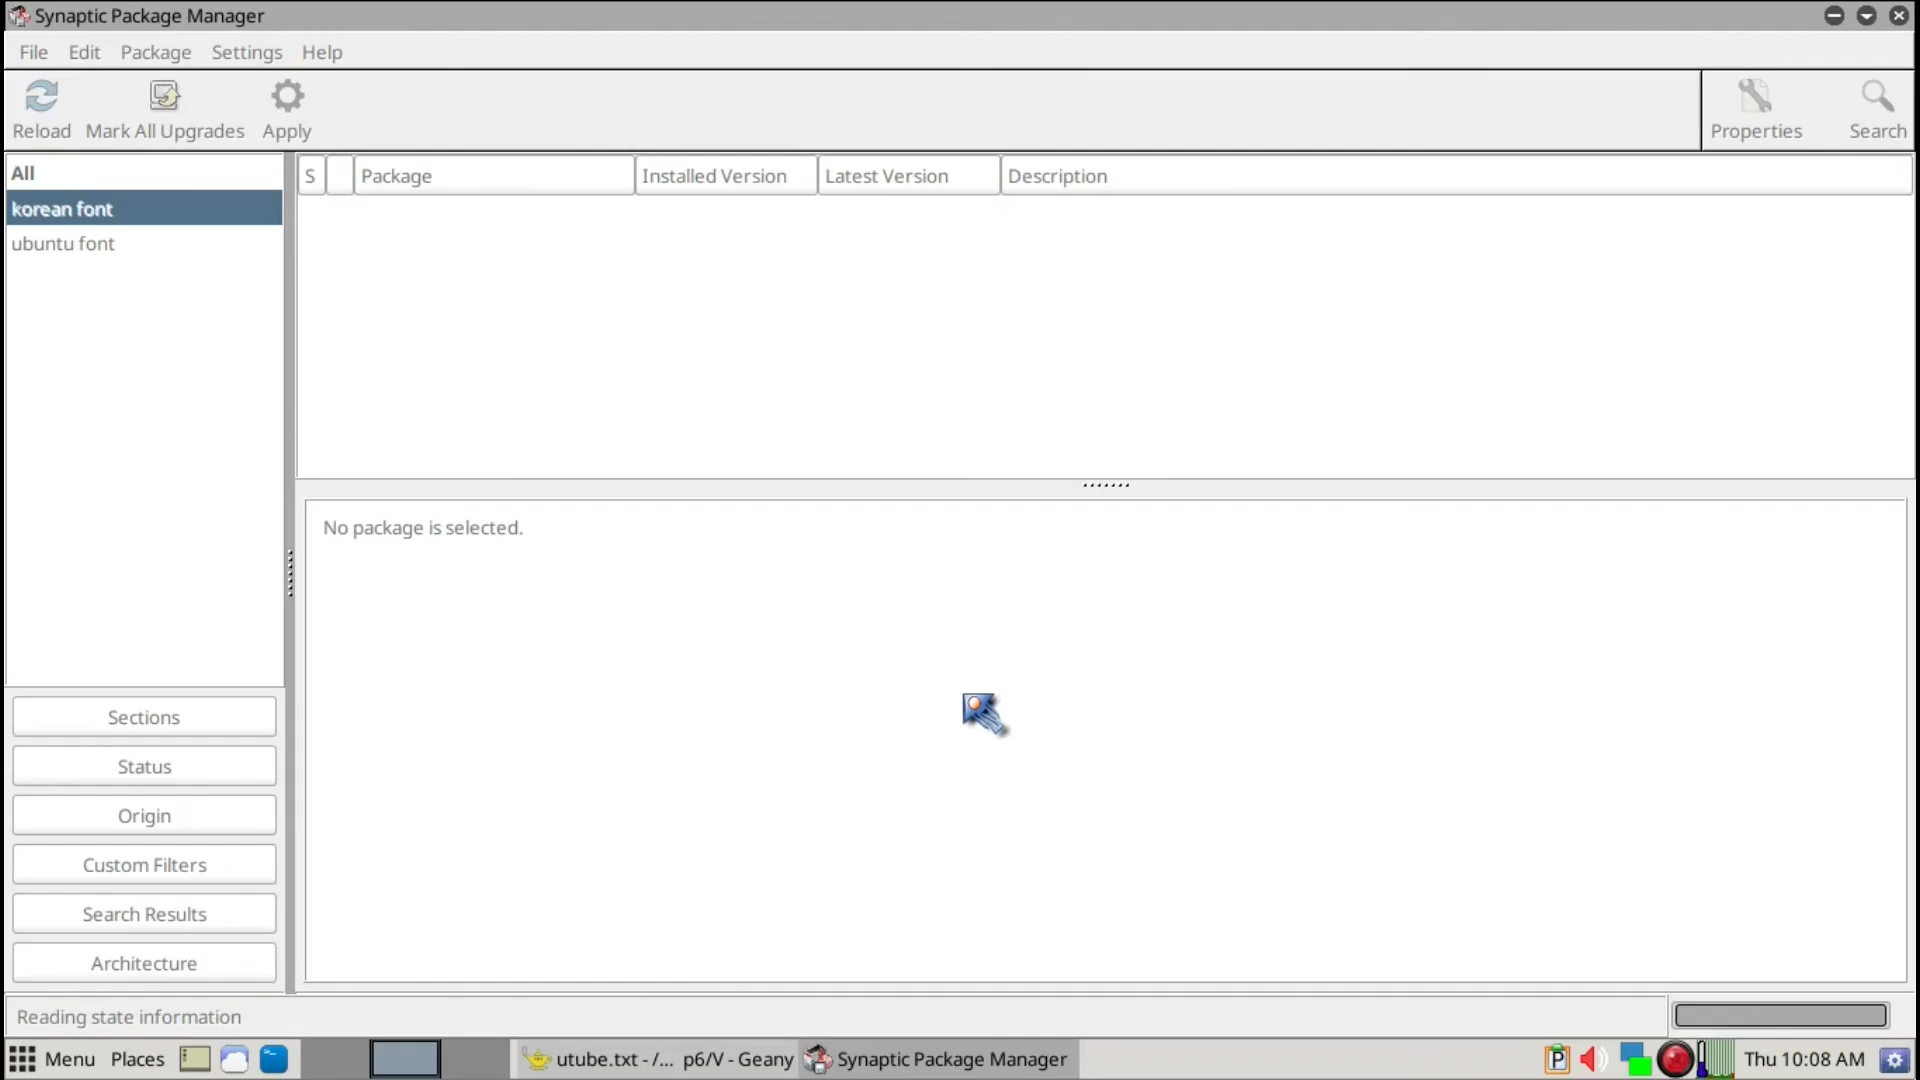 Synaptic Package Manager
File Edit Package Settings Help
Reload Mark All Upgrades Apply Properties Search
All
korean font
ubuntu font
S Package Installed Version Latest Version Description
No package is selected.
Sections
Status
Origin
Custom Filters
Search Results
Architecture
Reading state information
Menu Places utube.txt - /... p6/V - Geany Synaptic Package Manager P Thu 10:08 AM